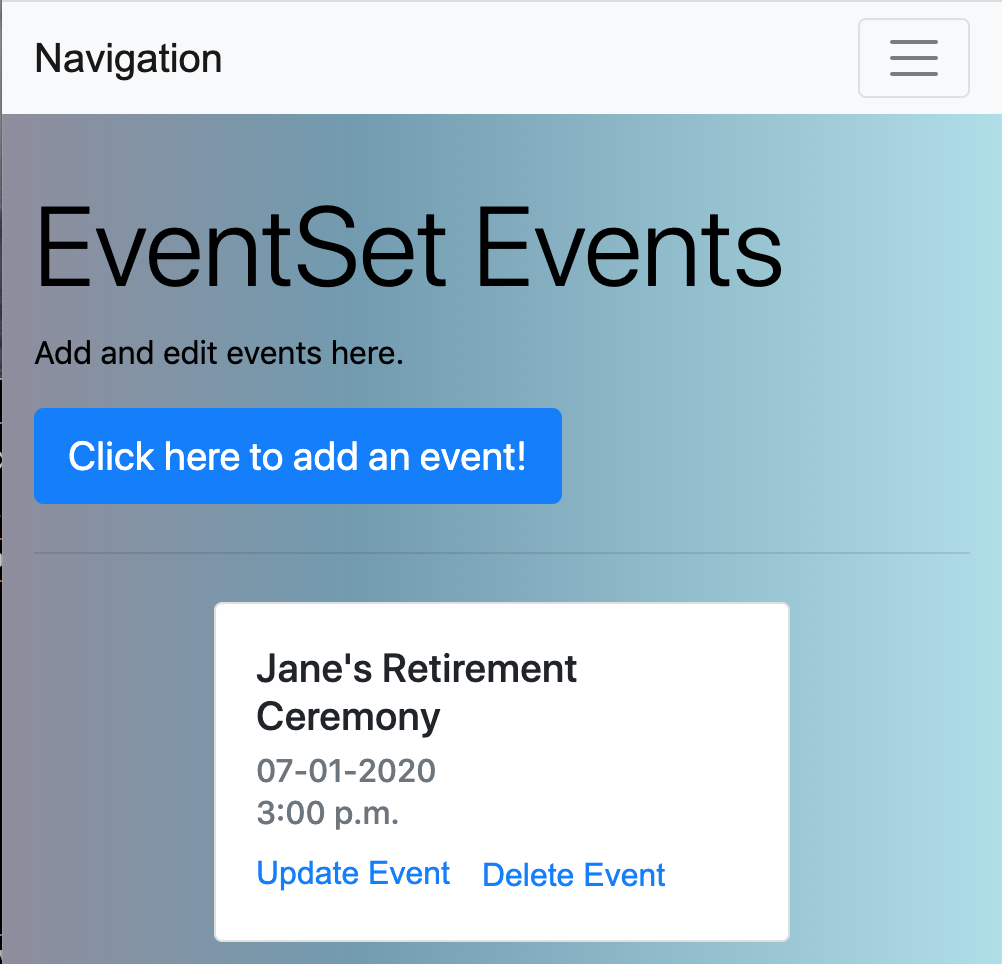 Navigation
EventSet Events
Add and edit events here.
Click here to add an event!
Jane's Retirement
Ceremony
07-01-2020
3:00 p.m.
Update Event Delete Event